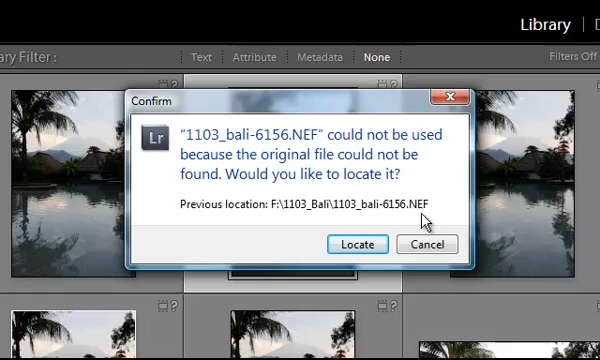 Library | D
ary Filter : Text Attribute Metadata None Filters Off
Confirm
Lr
"1103_bali-6156.NEF" could not be used
because the original file could not be
found. Would you like to locate it?
Previous location: F:\1103_Bali\1103_bali-6156.NEF
Locate Cancel